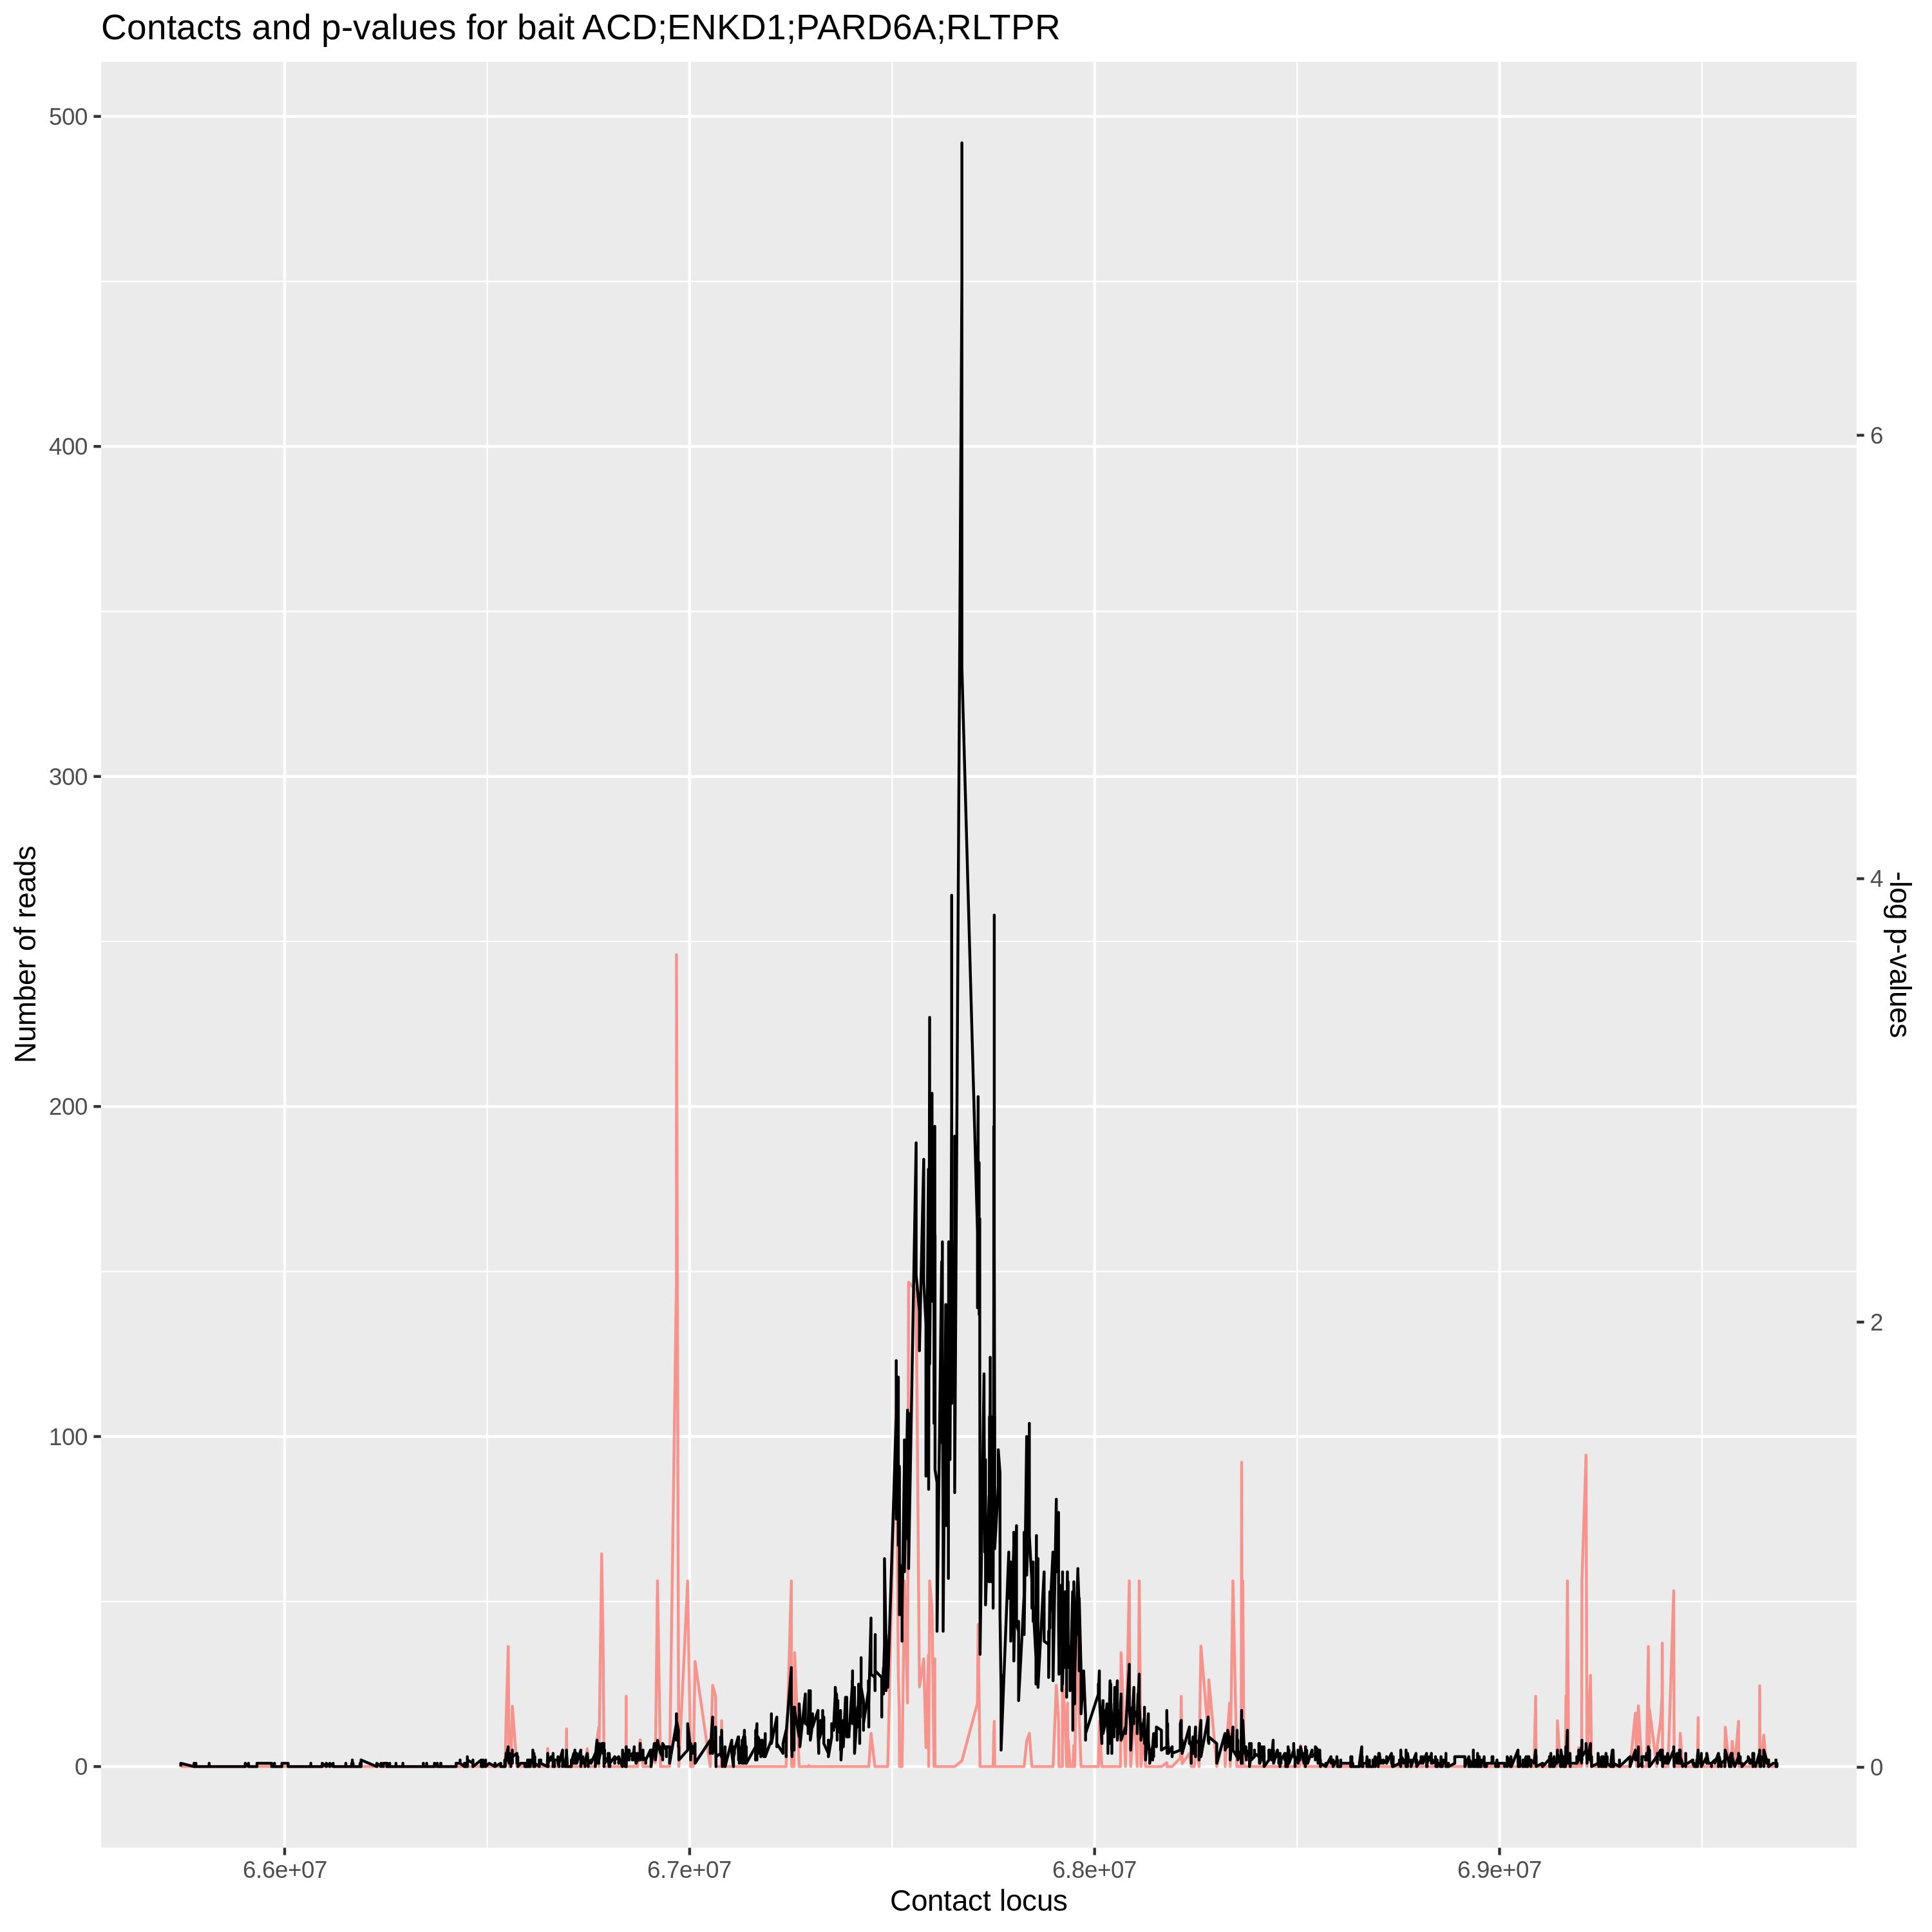 Contacts and p-values for bait ACD;ENKD1;PARD6A;RLTPR
500
400
300
200
100
0
Number of reads
6
4
2
0
-log p-values
6.6e+07 6.7e+07 6.8e+07 6.9e+07
Contact locus